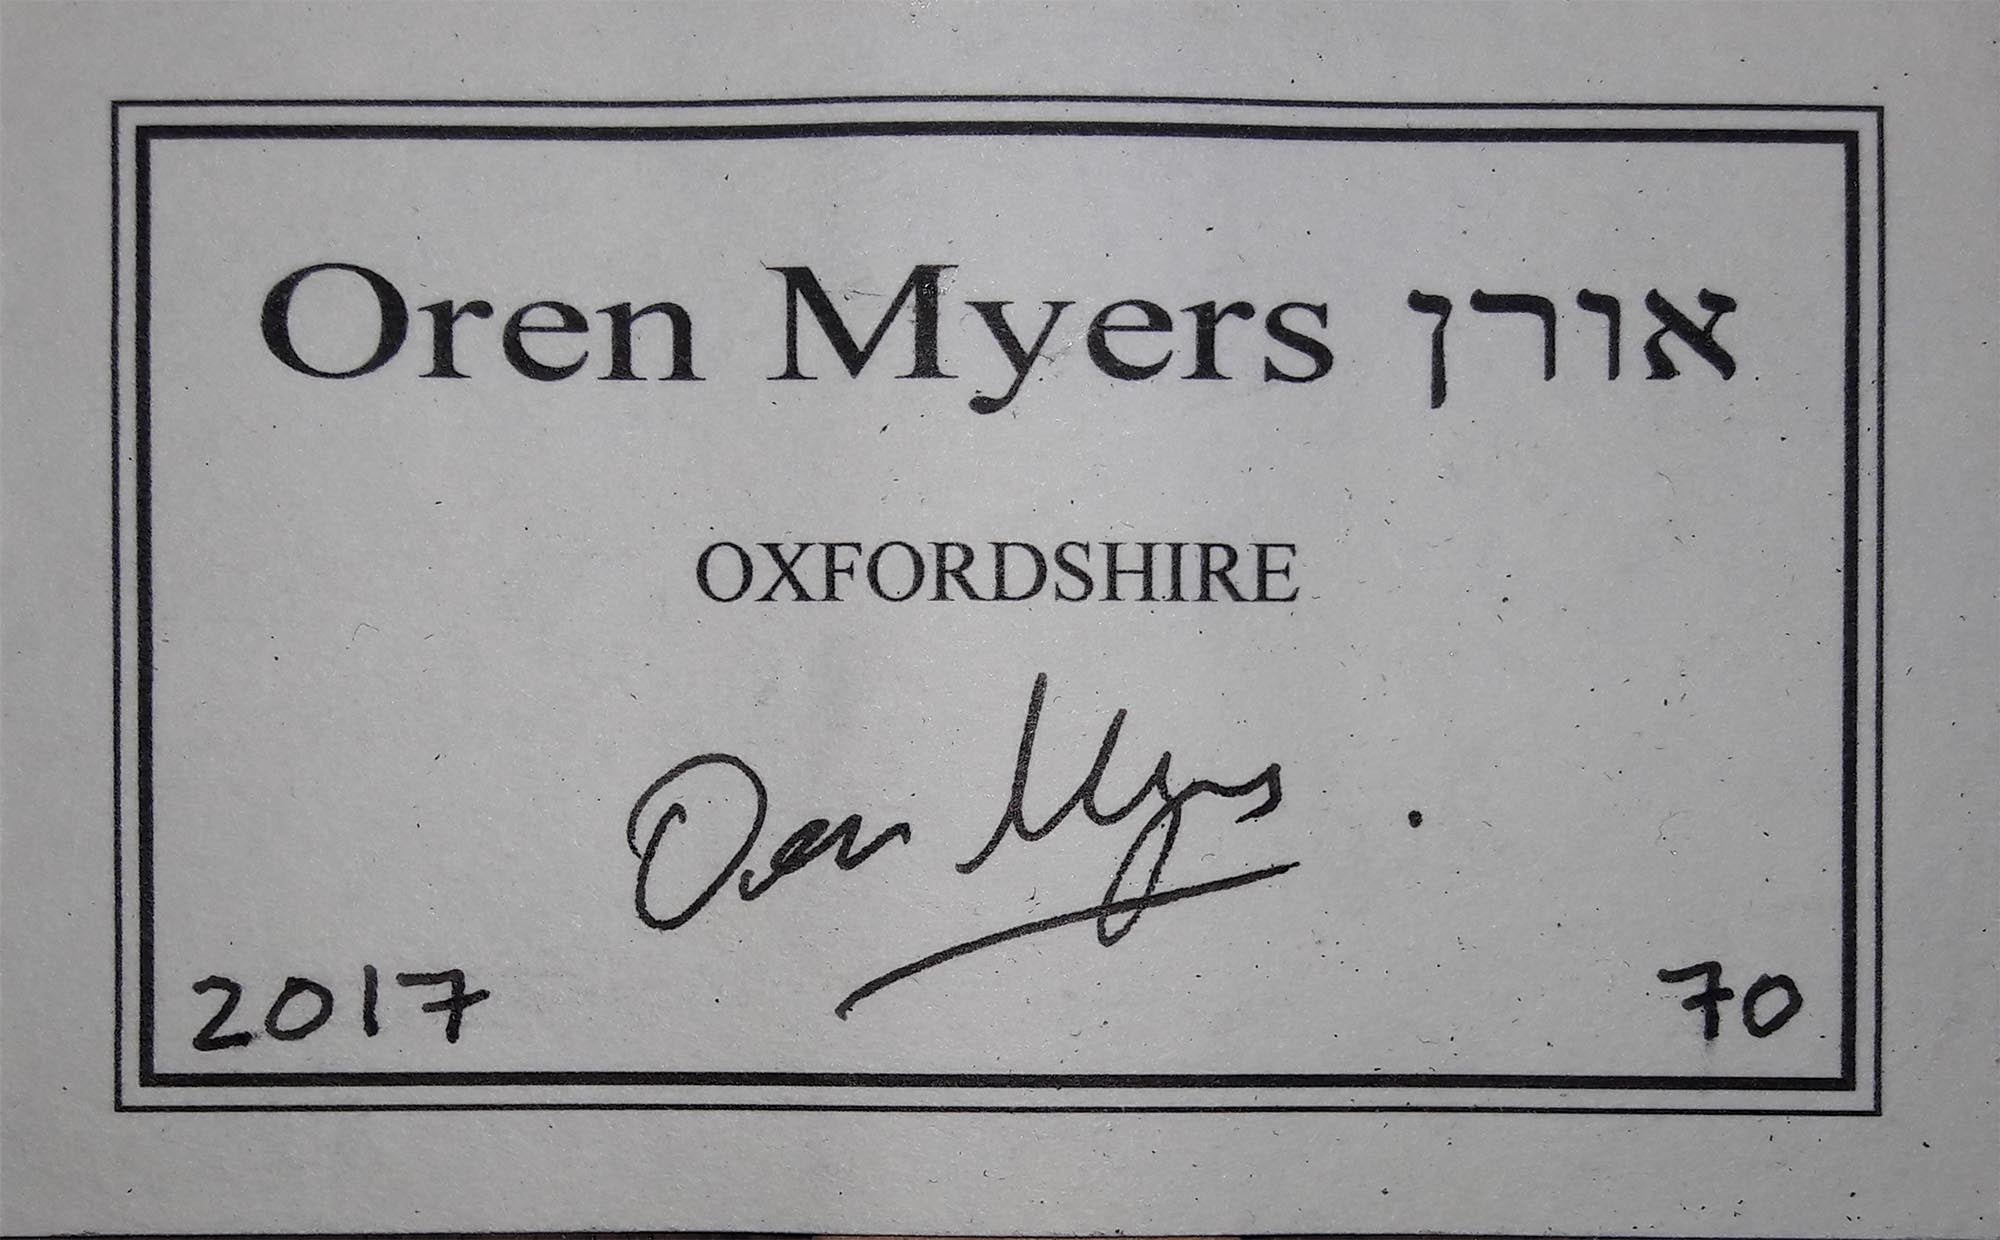 Oren Myers אורן
OXFORDSHIRE
Oren Myers
2017 70